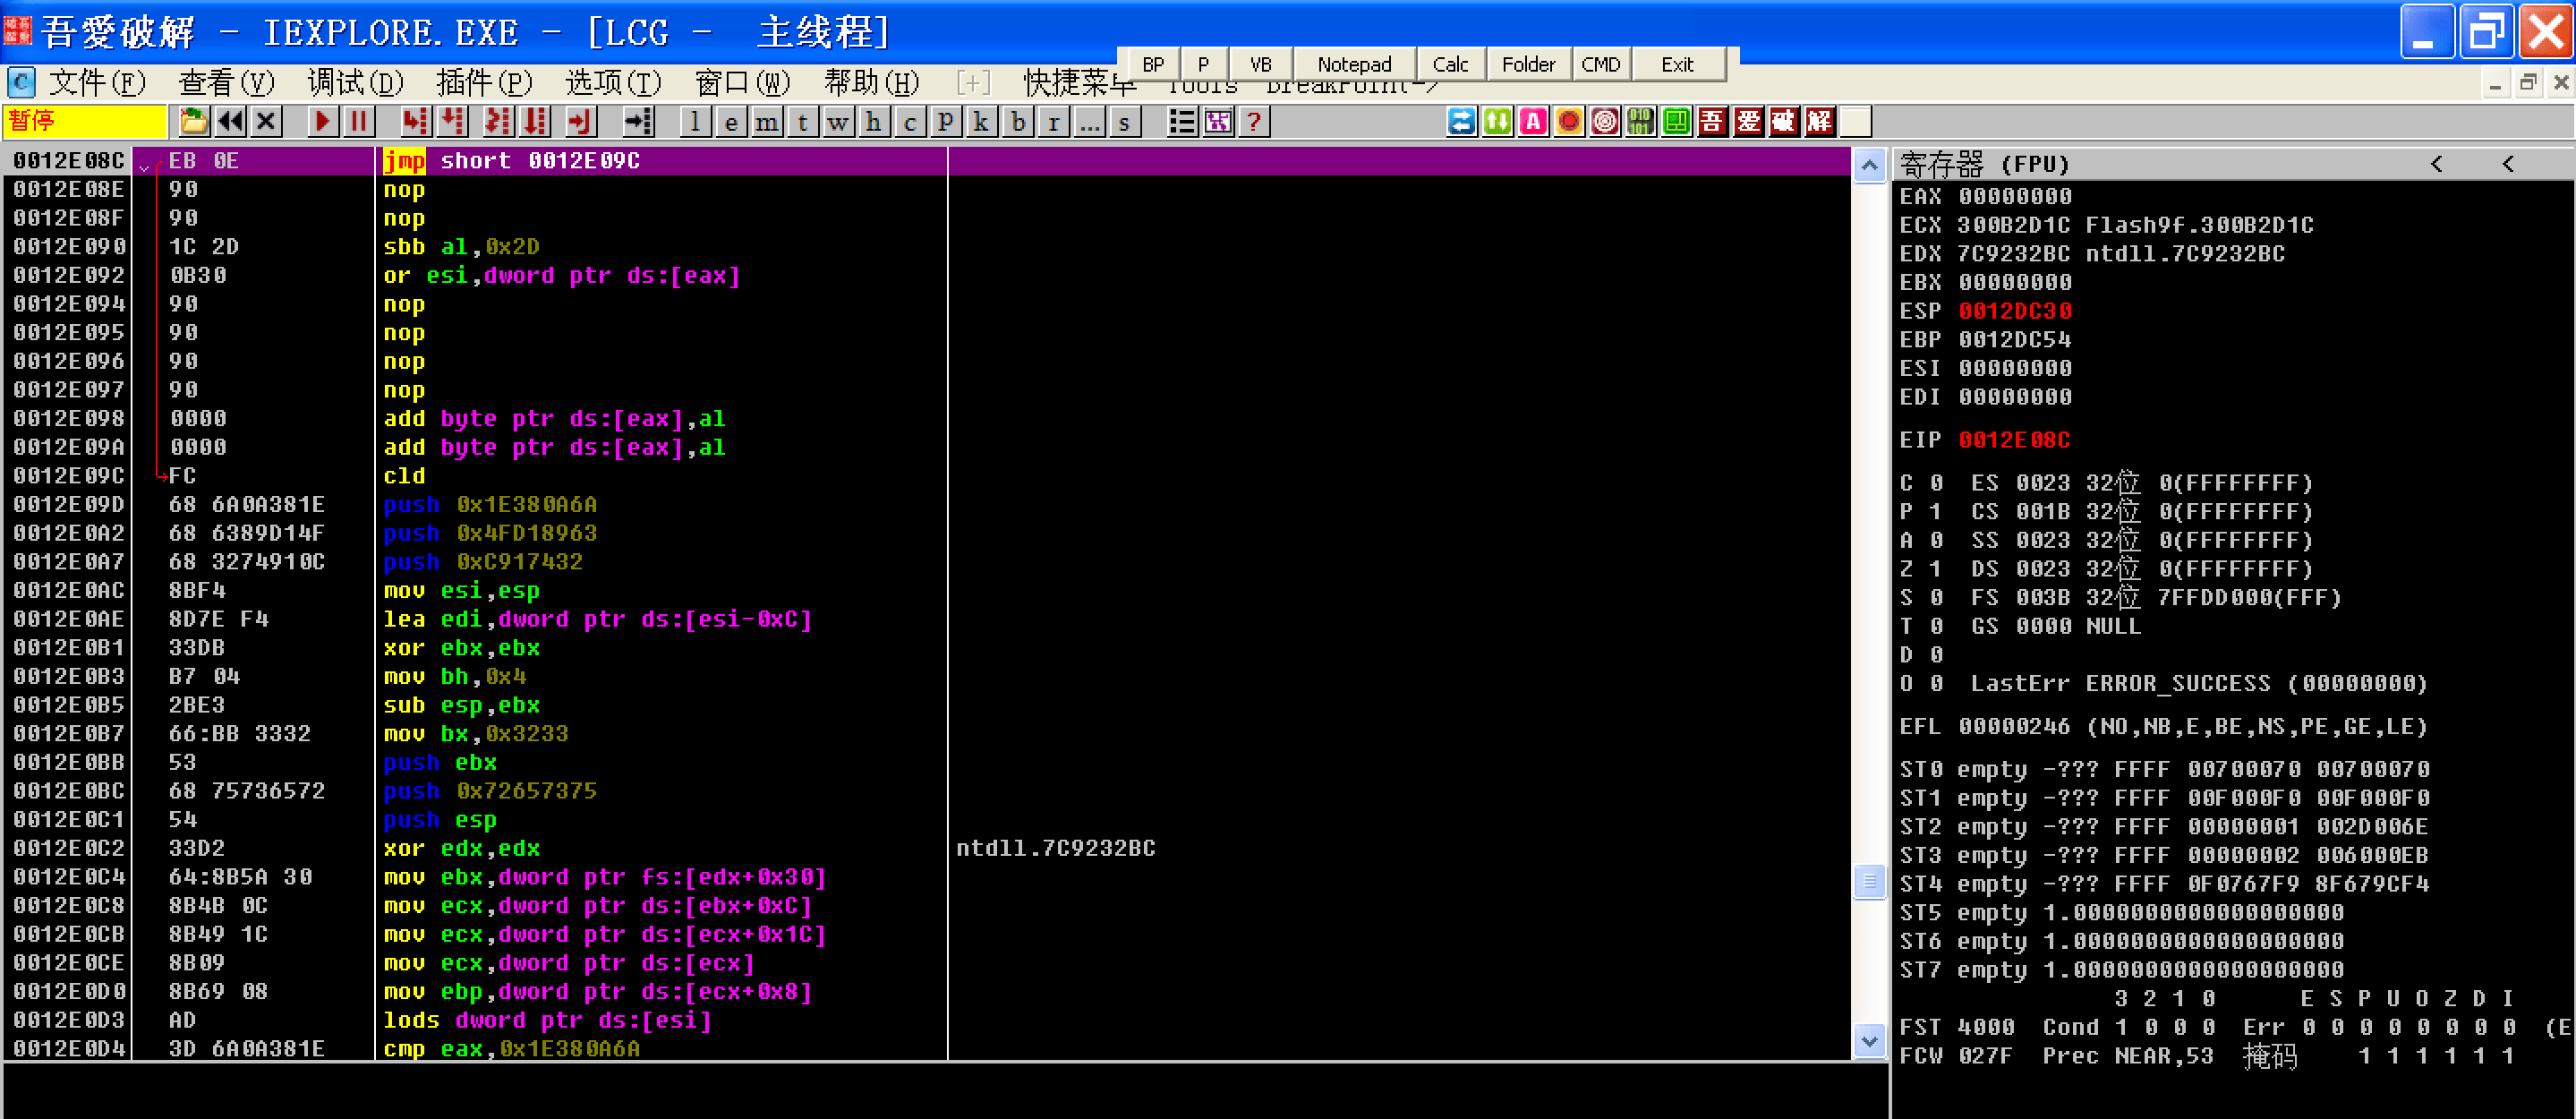 吾愛破解 - IEXPLORE.EXE - [LCG - 主线程]
BP P VB Notepad Calc Folder CMD Exit
C 文件(F) 查看(V) 调试(D) 插件(P) 选项(T) 窗口(W) 帮助(H) [+] 快捷菜单 Tools BreakPoint->
暂停 l e m t w h c P k b r ... s ? A 010 101 吾 爱 破 解
0012E08C EB 0E jmp short 0012E09C
0012E08E 90 nop
0012E08F 90 nop
0012E090 1C 2D sbb al,0x2D
0012E092 0B30 or esi,dword ptr ds:[eax]
0012E094 90 nop
0012E095 90 nop
0012E096 90 nop
0012E097 90 nop
0012E098 0000 add byte ptr ds:[eax],al
0012E09A 0000 add byte ptr ds:[eax],al
0012E09C FC cld
0012E09D 68 6A0A381E push 0x1E380A6A
0012E0A2 68 6389D14F push 0x4FD18963
0012E0A7 68 3274910C push 0xC917432
0012E0AC 8BF4 mov esi,esp
0012E0AE 8D7E F4 lea edi,dword ptr ds:[esi-0xC]
0012E0B1 33DB xor ebx,ebx
0012E0B3 B7 04 mov bh,0x4
0012E0B5 2BE3 sub esp,ebx
0012E0B7 66:BB 3332 mov bx,0x3233
0012E0BB 53 push ebx
0012E0BC 68 75736572 push 0x72657375
0012E0C1 54 push esp
0012E0C2 33D2 xor edx,edx ntdll.7C9232BC
0012E0C4 64:8B5A 30 mov ebx,dword ptr fs:[edx+0x30]
0012E0C8 8B4B 0C mov ecx,dword ptr ds:[ebx+0xC]
0012E0CB 8B49 1C mov ecx,dword ptr ds:[ecx+0x1C]
0012E0CE 8B09 mov ecx,dword ptr ds:[ecx]
0012E0D0 8B69 08 mov ebp,dword ptr ds:[ecx+0x8]
0012E0D3 AD lods dword ptr ds:[esi]
0012E0D4 3D 6A0A381E cmp eax,0x1E380A6A
寄存器 (FPU) < <
EAX 00000000
ECX 300B2D1C Flash9f.300B2D1C
EDX 7C9232BC ntdll.7C9232BC
EBX 00000000
ESP 0012DC30
EBP 0012DC54
ESI 00000000
EDI 00000000
EIP 0012E08C
C 0 ES 0023 32位 0(FFFFFFFF)
P 1 CS 001B 32位 0(FFFFFFFF)
A 0 SS 0023 32位 0(FFFFFFFF)
Z 1 DS 0023 32位 0(FFFFFFFF)
S 0 FS 003B 32位 7FFDD000(FFF)
T 0 GS 0000 NULL
D 0
O 0 LastErr ERROR_SUCCESS (00000000)
EFL 00000246 (NO,NB,E,BE,NS,PE,GE,LE)
ST0 empty -??? FFFF 00700070 00700070
ST1 empty -??? FFFF 00F000F0 00F000F0
ST2 empty -??? FFFF 00000001 002D006E
ST3 empty -??? FFFF 00000002 006000EB
ST4 empty -??? FFFF 0F0767F9 8F679CF4
ST5 empty 1.0000000000000000000
ST6 empty 1.0000000000000000000
ST7 empty 1.0000000000000000000
3 2 1 0 E S P U O Z D I
FST 4000 Cond 1 0 0 0 Err 0 0 0 0 0 0 0 0 (E
FCW 027F Prec NEAR,53 掩码 1 1 1 1 1 1